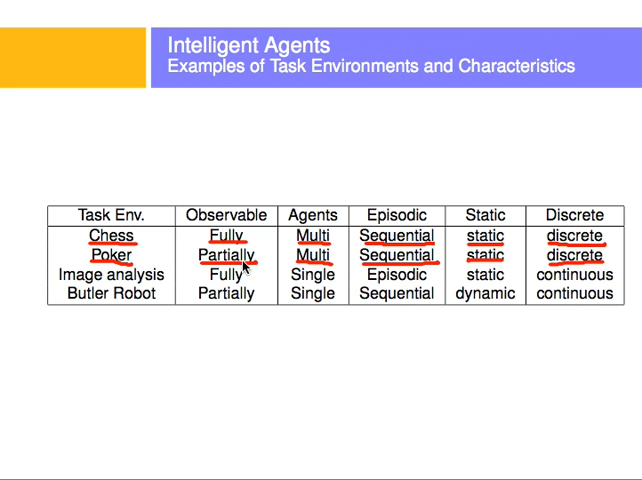 Intelligent Agents
Examples of Task Environments and Characteristics
Task Env. Observable Agents Episodic Static Discrete
Chess Fully Multi Sequential static discrete
Poker Partially Multi Sequential static discrete
Image analysis Fully Single Episodic static continuous
Butler Robot Partially Single Sequential dynamic continuous